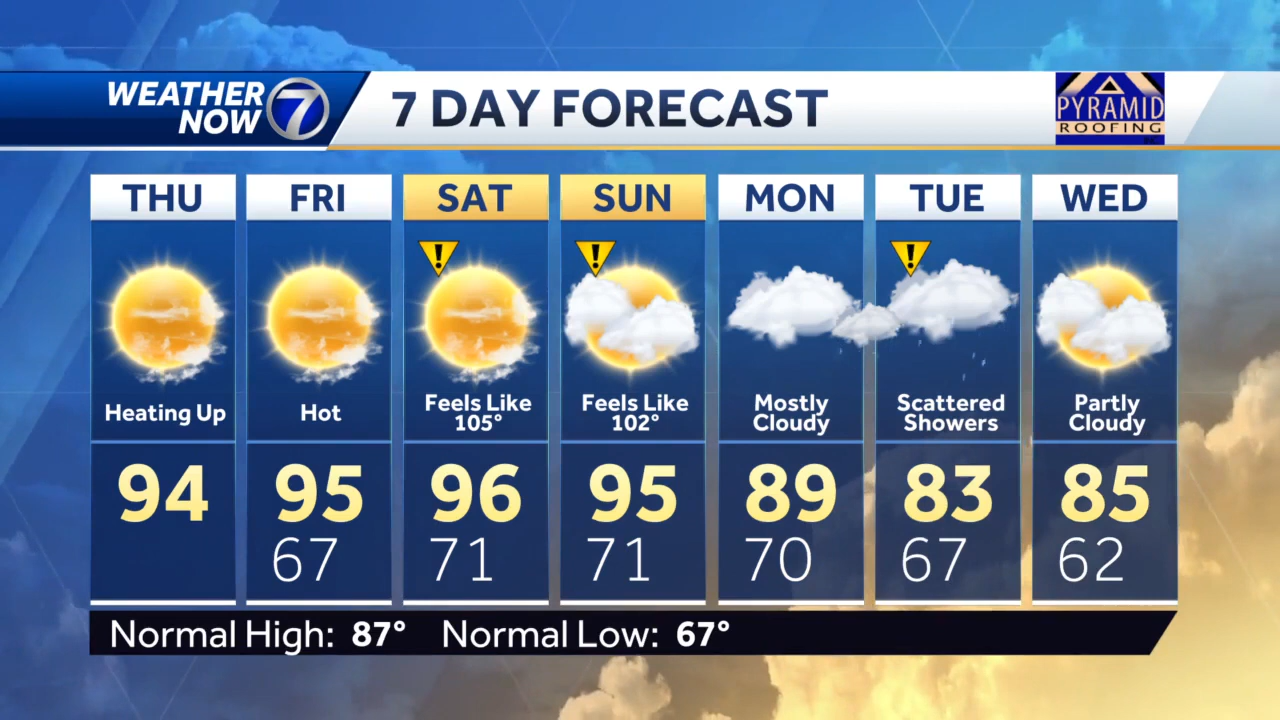 WEATHER
NOW
7
7 DAY FORECAST
PYRAMID
ROOFING
THU
FRI
SAT
SUN
MON
TUE
WED
!
!
!
Heating Up
Hot
Feels Like
105°
Feels Like
102°
Mostly
Cloudy
Scattered
Showers
Partly
Cloudy
94
95
96
95
89
83
85
67
71
71
70
67
62
Normal High: 87° Normal Low: 67°